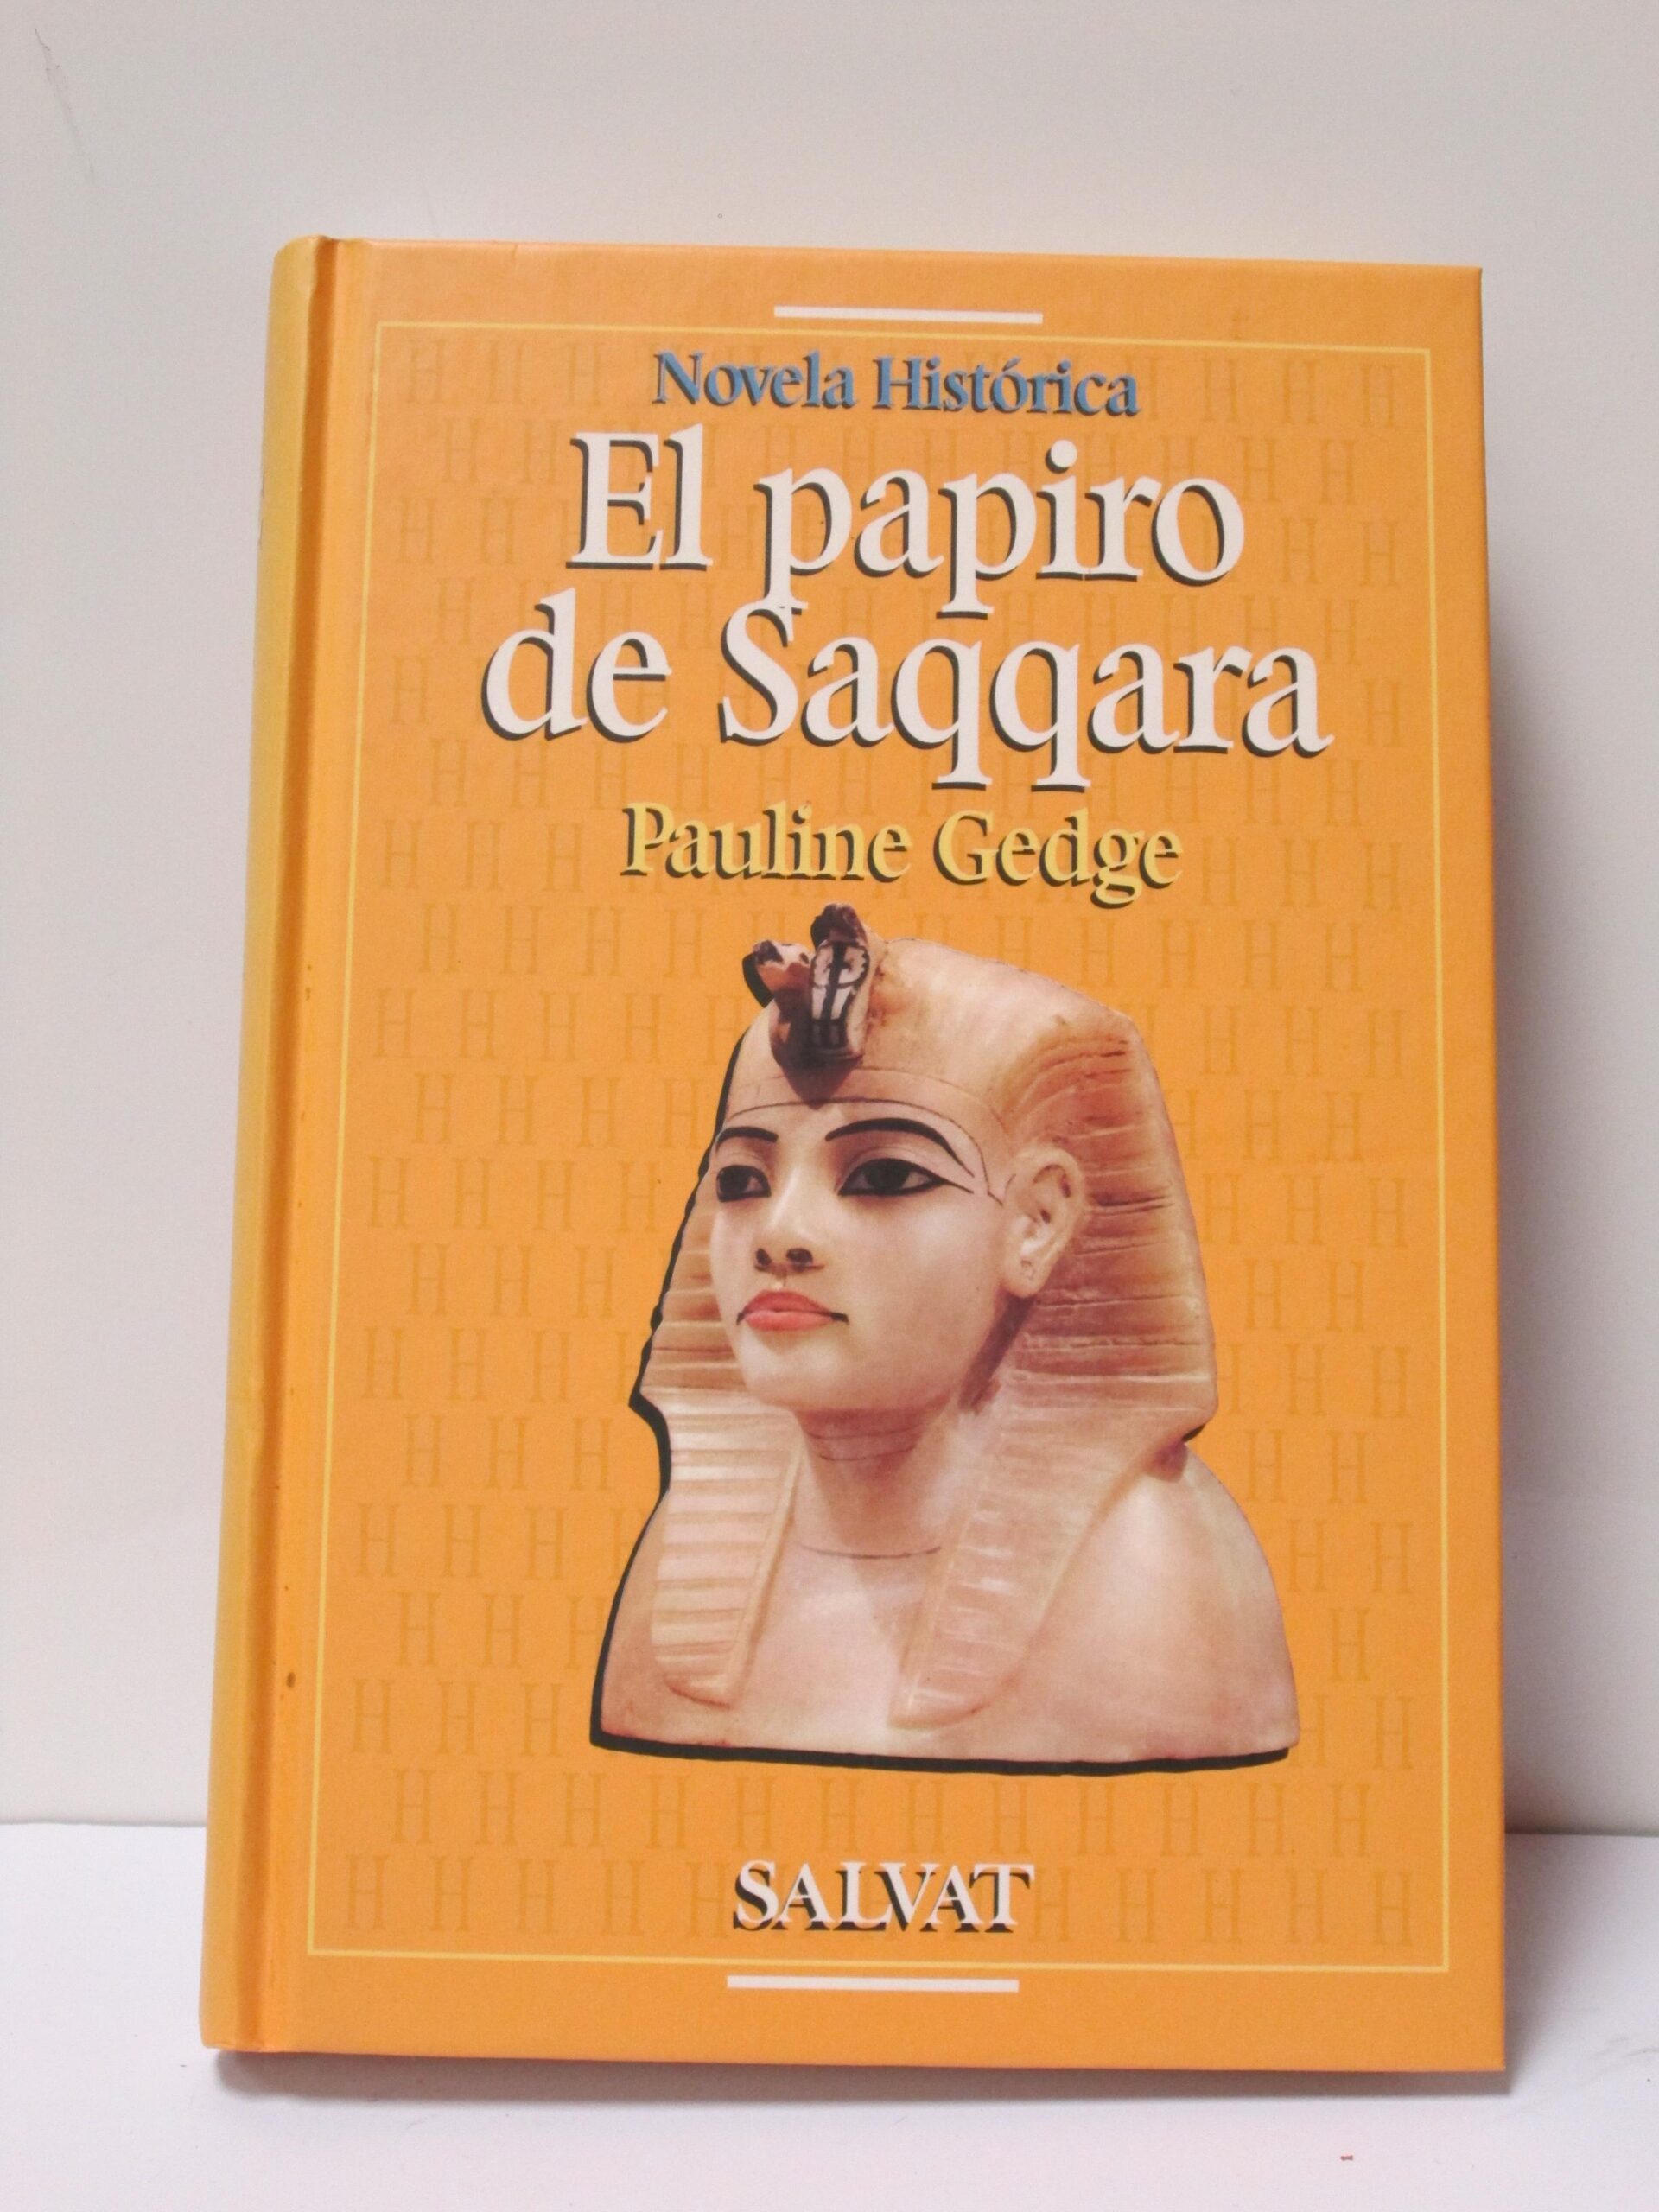 Novela Histórica
El papiro
de Saqqara
Pauline Gedge
SALVAT